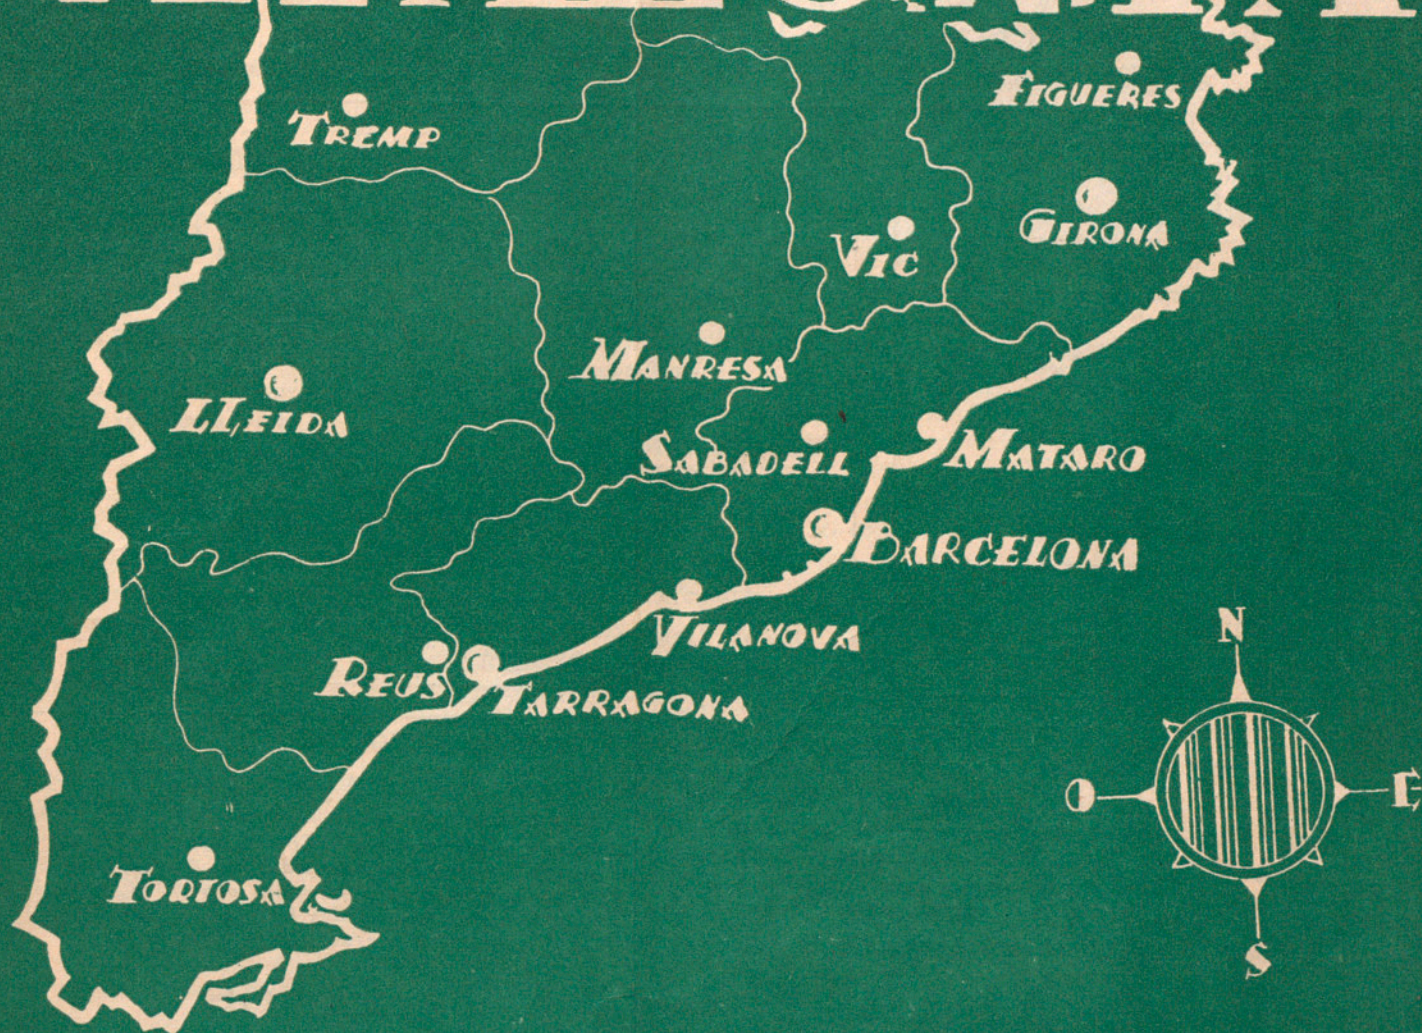 Figueres
Tremp
Girona
Vic
Manresa
LLeida
Sabadell
Mataro
Barcelona
Vilanova
Reus
Tarragona
Tortosa
N
O
E
S